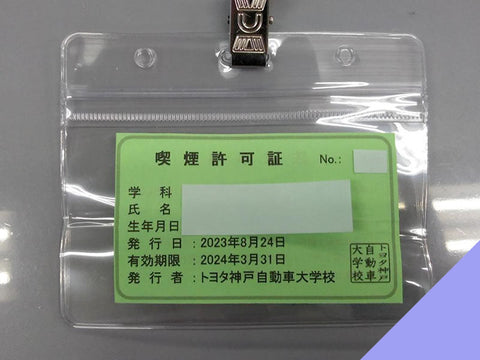 喫煙許可証 No.:
学科
氏名
生年月日
発行日：2023年8月24日
有効期限：2024年3月31日
発行者：トヨタ神戸自動車大学校
トヨタ神戸
自動車
大学校